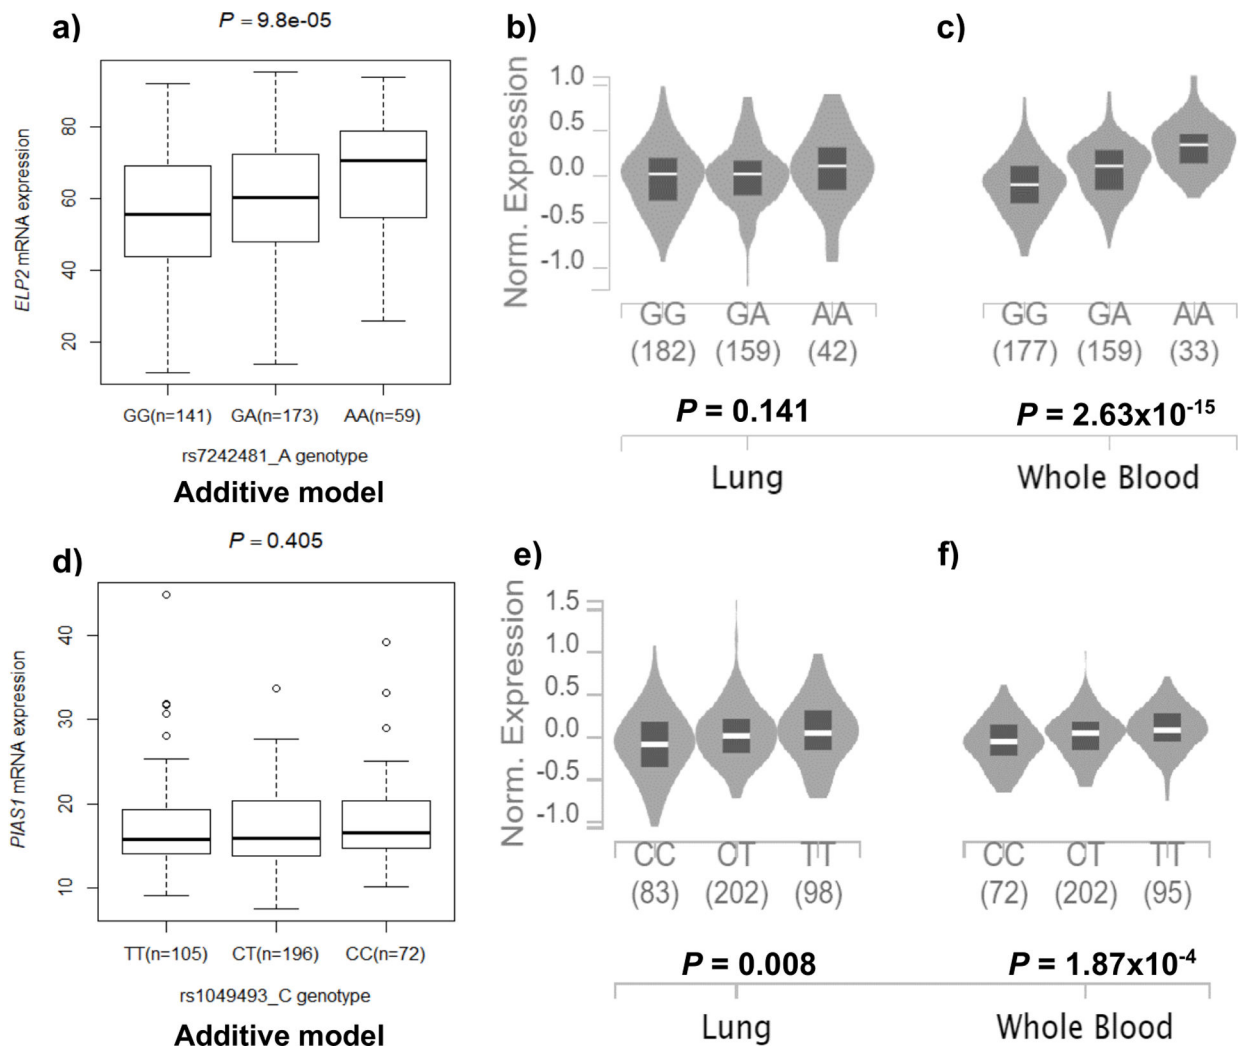 a)
P = 9.8e-05
ELP2 mRNA expression
80
60
40
20
GG(n=141) GA(n=173) AA(n=59)
rs7242481_A genotype
Additive model
b)
Norm. Expression
1.0
0.5
0.0
-0.5
-1.0
GG GA AA
(182) (159) (42)
P = 0.141
Lung
c)
GG GA AA
(177) (159) (33)
P = 2.63x10-15
Whole Blood
d)
P = 0.405
PIAS1 mRNA expression
40
30
20
10
TT(n=105) CT(n=196) CC(n=72)
rs1049493_C genotype
Additive model
e)
Norm. Expression
1.5
1.0
0.5
0.0
-0.5
-1.0
CC CT TT
(83) (202) (98)
P = 0.008
Lung
f)
CC CT TT
(72) (202) (95)
P = 1.87x10-4
Whole Blood